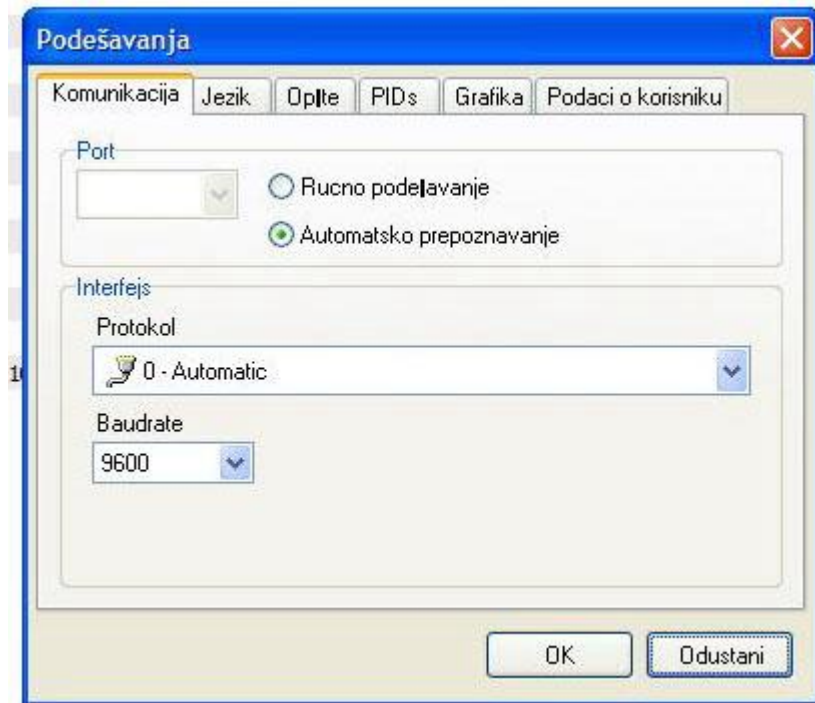 Podešavanja
Komunikacija Jezik Oplte PIDs Grafika Podaci o korisniku
Port
Rucno podelavanje
Automatsko prepoznavanje
Interfejs
Protokol
0 - Automatic
Baudrate
9600
OK Odustani